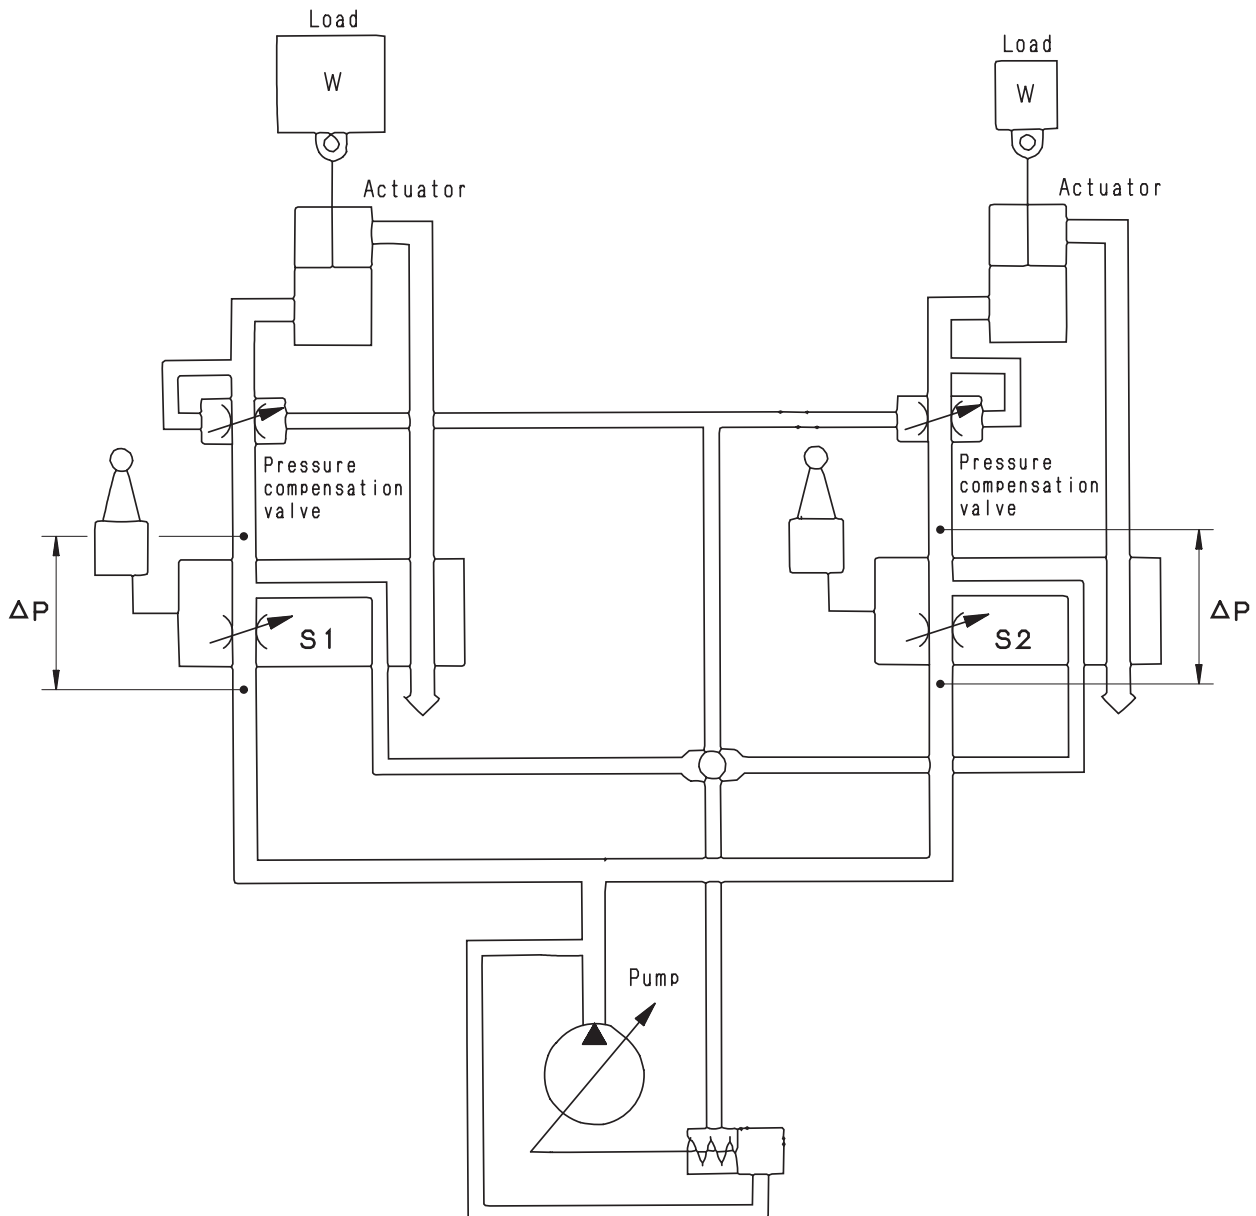 Load
W
Load
W
Actuator
Actuator
Pressure
compensation
valve
Pressure
compensation
valve
ΔP
S1
S2
ΔP
Pump